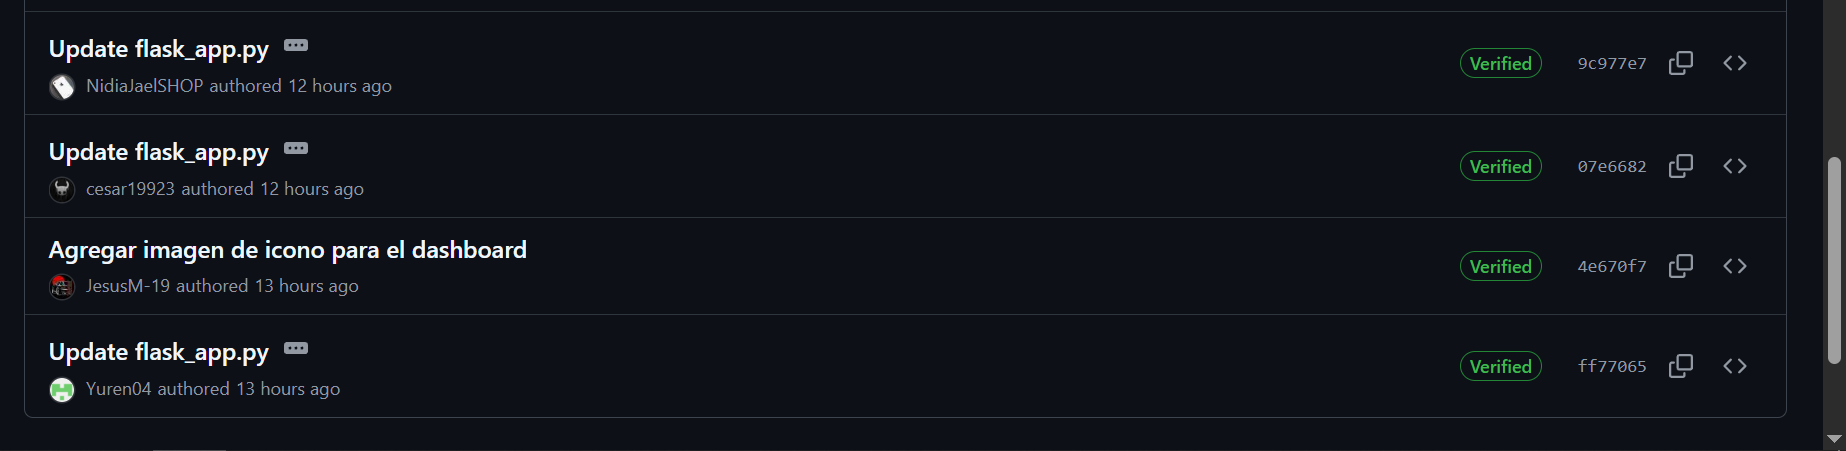 Update flask_app.py
NidiaJaelSHOP authored 12 hours ago
Verified
9c977e7
Update flask_app.py
cesar19923 authored 12 hours ago
Verified
07e6682
Agregar imagen de icono para el dashboard
JesusM-19 authored 13 hours ago
Verified
4e670f7
Update flask_app.py
Yuren04 authored 13 hours ago
Verified
ff77065